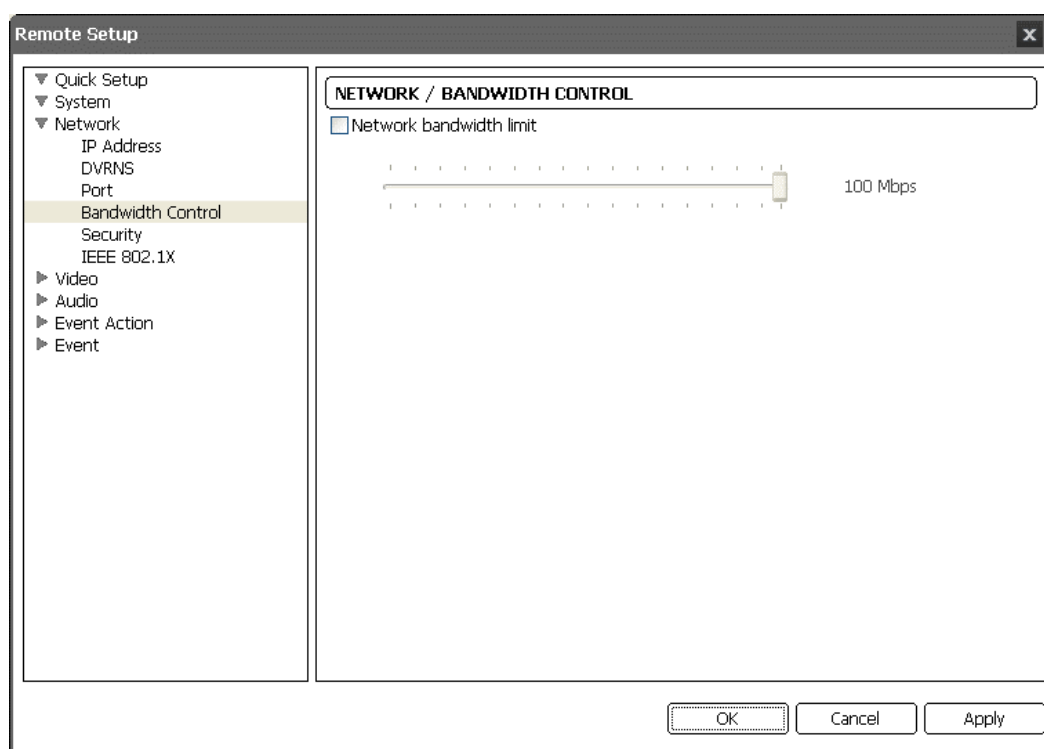 Remote Setup
Quick Setup
System
Network
IP Address
DVRNS
Port
Bandwidth Control
Security
IEEE 802.1X
Video
Audio
Event Action
Event
NETWORK / BANDWIDTH CONTROL
Network bandwidth limit
100 Mbps
OK
Cancel
Apply